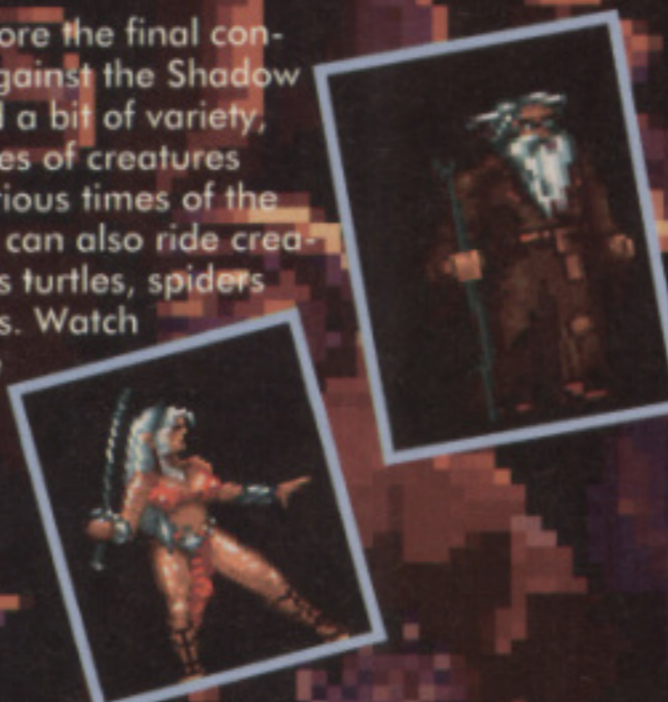 ore the final con-
gainst the Shadow
d a bit of variety,
es of creatures
rious times of the
can also ride crea-
s turtles, spiders
s. Watch